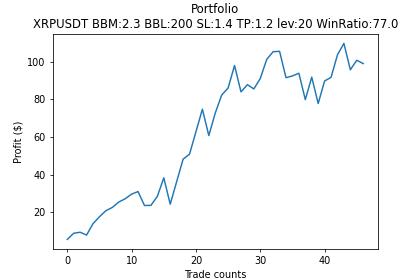 Portfolio
XRPUSDT BBM:2.3 BBL:200 SL:1.4 TP:1.2 lev:20 WinRatio:77.0
100
80
60
40
20
Profit ($)
0 10 20 30 40
Trade counts